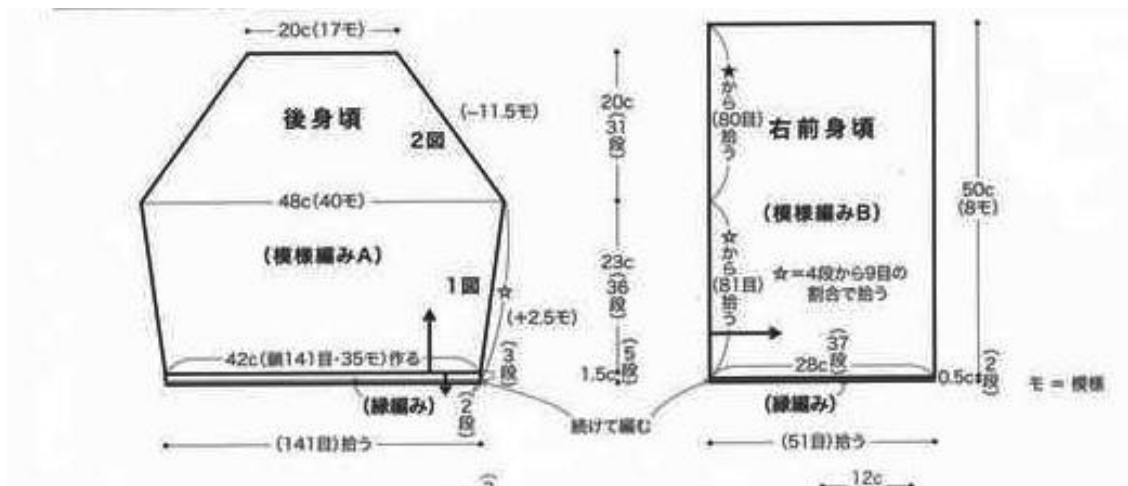 20c(17モ)
後身頃
2図
(−11.5モ)
48c(40モ)
(模様編みA)
1図
☆
(+2.5モ)
42c(鎖141目・35モ)作る
(3段)
(縁編み)
(2段)
(141目)拾う
20c
(31段)
23c
(36段)
1.5c
(5段)
続けて編む
★から
(80目)
拾う
右前身頃
(模様編みB)
☆から
(81目)
拾う
☆=4段から9目の
割合で拾う
50c
(8モ)
28c
(37段)
0.5c
(2段)
(縁編み)
(51目)拾う
モ = 模様
12c